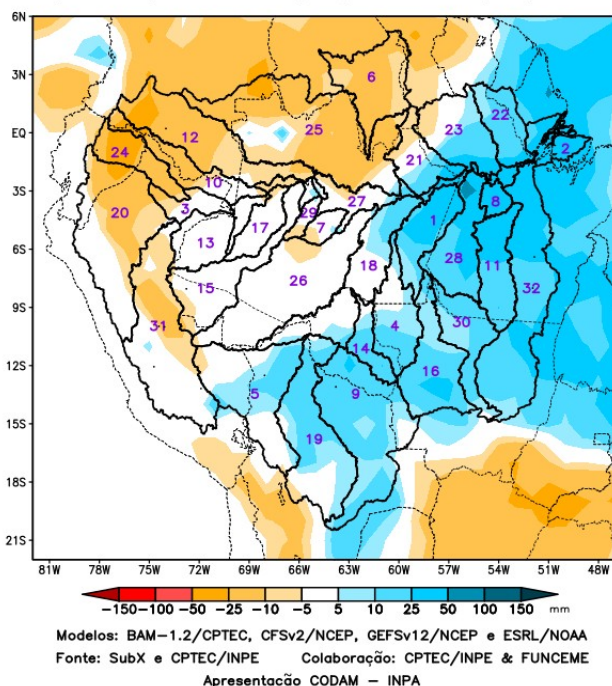 6N
3N
EQ
3S
6S
9S
12S
15S
18S
21S
81W 78W 75W 72W 69W 66W 63W 60W 57W 54W 51W 48W
6
12
25
23
22
24
2
21
10
20
3
27
8
29
1
13
17
7
28
11
18
15
26
32
31
4
30
14
16
5
9
19
-150 -100 -50 -25 -10 -5 5 10 25 50 100 150 mm
Modelos: BAM-1.2/CPTEC, CFSv2/NCEP, GEFSv12/NCEP e ESRL/NOAA
Fonte: SubX e CPTEC/INPE Colaboração: CPTEC/INPE & FUNCEME
Apresentação CODAM - INPA